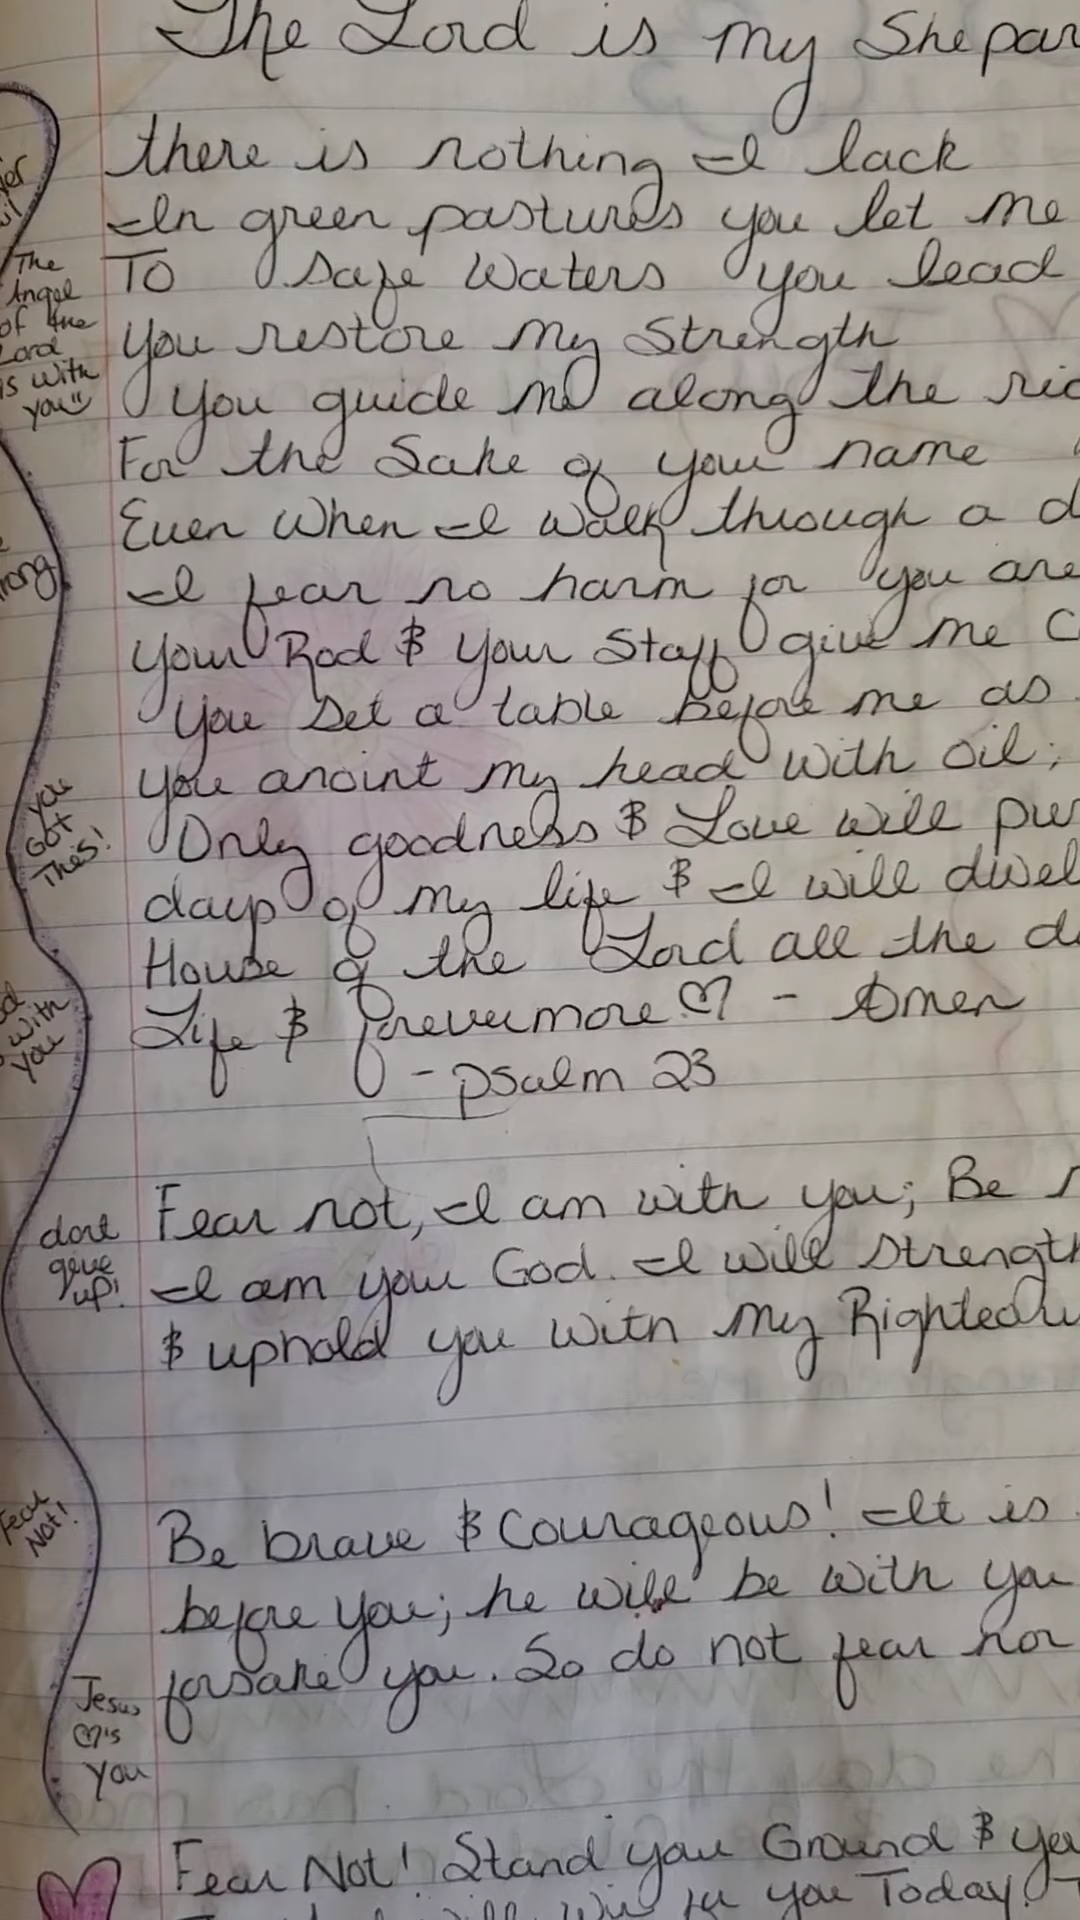 The Lord is my Shepar
there is nothing I lack
In green pastures you let me
To safe Waters you lead
You restore my Strength
You guide me along the ri
For the Sake of your name
Even When I walk through a d
I fear no harm for you are
Your Rod & Your Staff give me C
You Set a table before me as
You anoint my head with oil;
Only goodness & Love will pur
days of my life & I will dwel
House of the Lord all the d
Life & forevermore ♡ - Amen
- psalm 23
Fear not, I am with you; Be n
I am your God. I will Strength
& uphold you with my Righteou
Be brave & Courageous! It is
before you; he will be with you
forsake you. So do not fear nor
Fear Not! Stand your Ground & yo
you Today!
The
Angel
of the
Lord
is with
you
rong
you
Got
This!
with
you
dont
give
up!
Fear
Not!
Jesus
♡'s
you